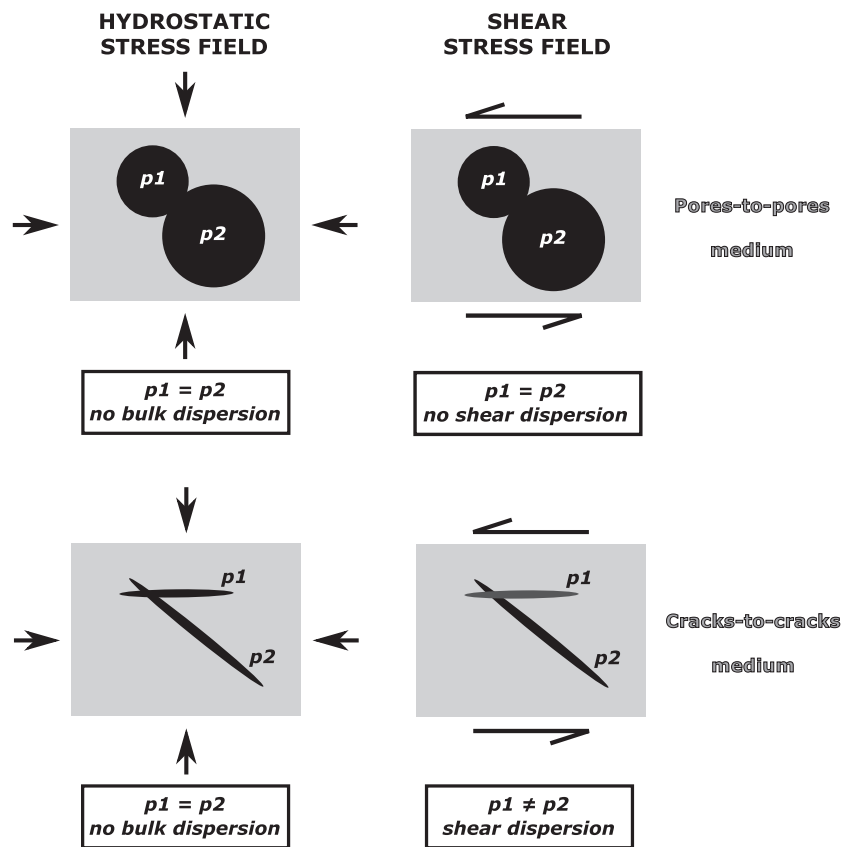 HYDROSTATIC
STRESS FIELD
SHEAR
STRESS FIELD
p1
p2
p1
p2
Pores-to-pores
medium
p1 = p2
no bulk dispersion
p1 = p2
no shear dispersion
p1
p2
p1
p2
Cracks-to-cracks
medium
p1 = p2
no bulk dispersion
p1 ≠ p2
shear dispersion